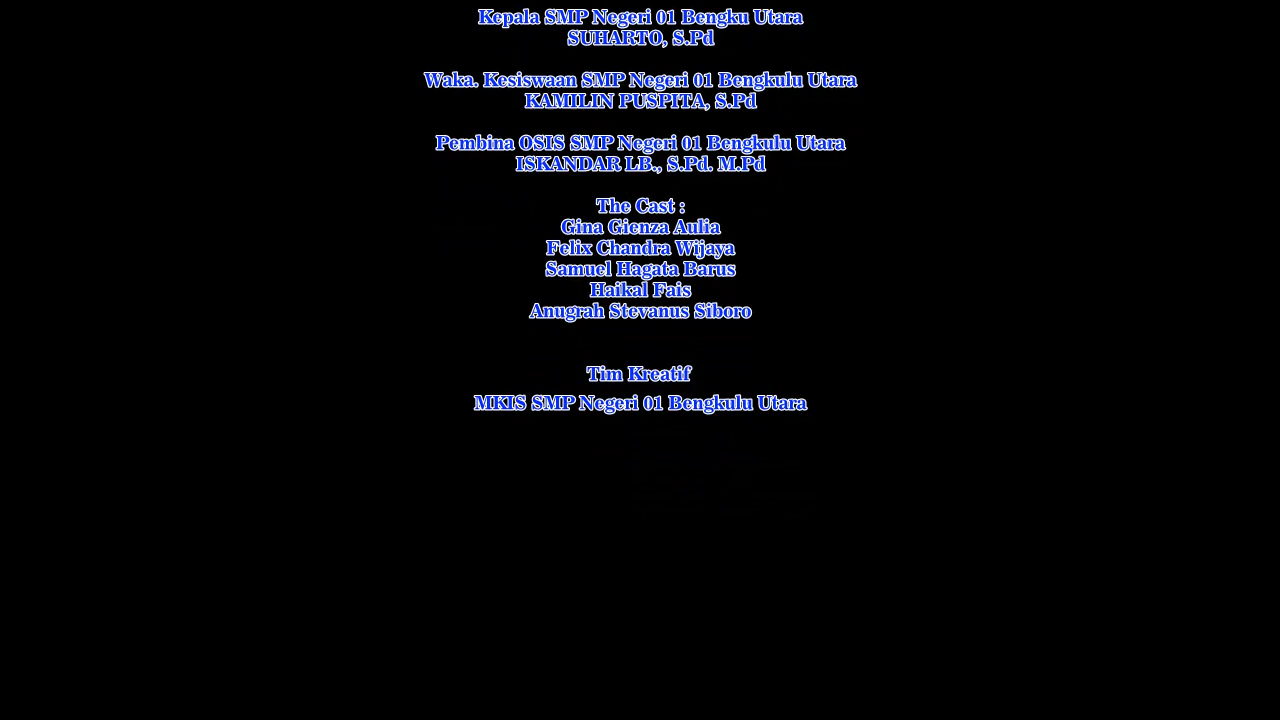 Kepala SMP Negeri 01 Bengku Utara
SUHARTO, S.Pd
Waka. Kesiswaan SMP Negeri 01 Bengkulu Utara
KAMILIN PUSPITA, S.Pd
Pembina OSIS SMP Negeri 01 Bengkulu Utara
ISKANDAR LB., S.Pd. M.Pd
The Cast :
Gina Gienza Aulia
Felix Chandra Wijaya
Samuel Hagata Barus
Haikal Fais
Anugrah Stevanus Siboro
Tim Kreatif
MKIS SMP Negeri 01 Bengkulu Utara